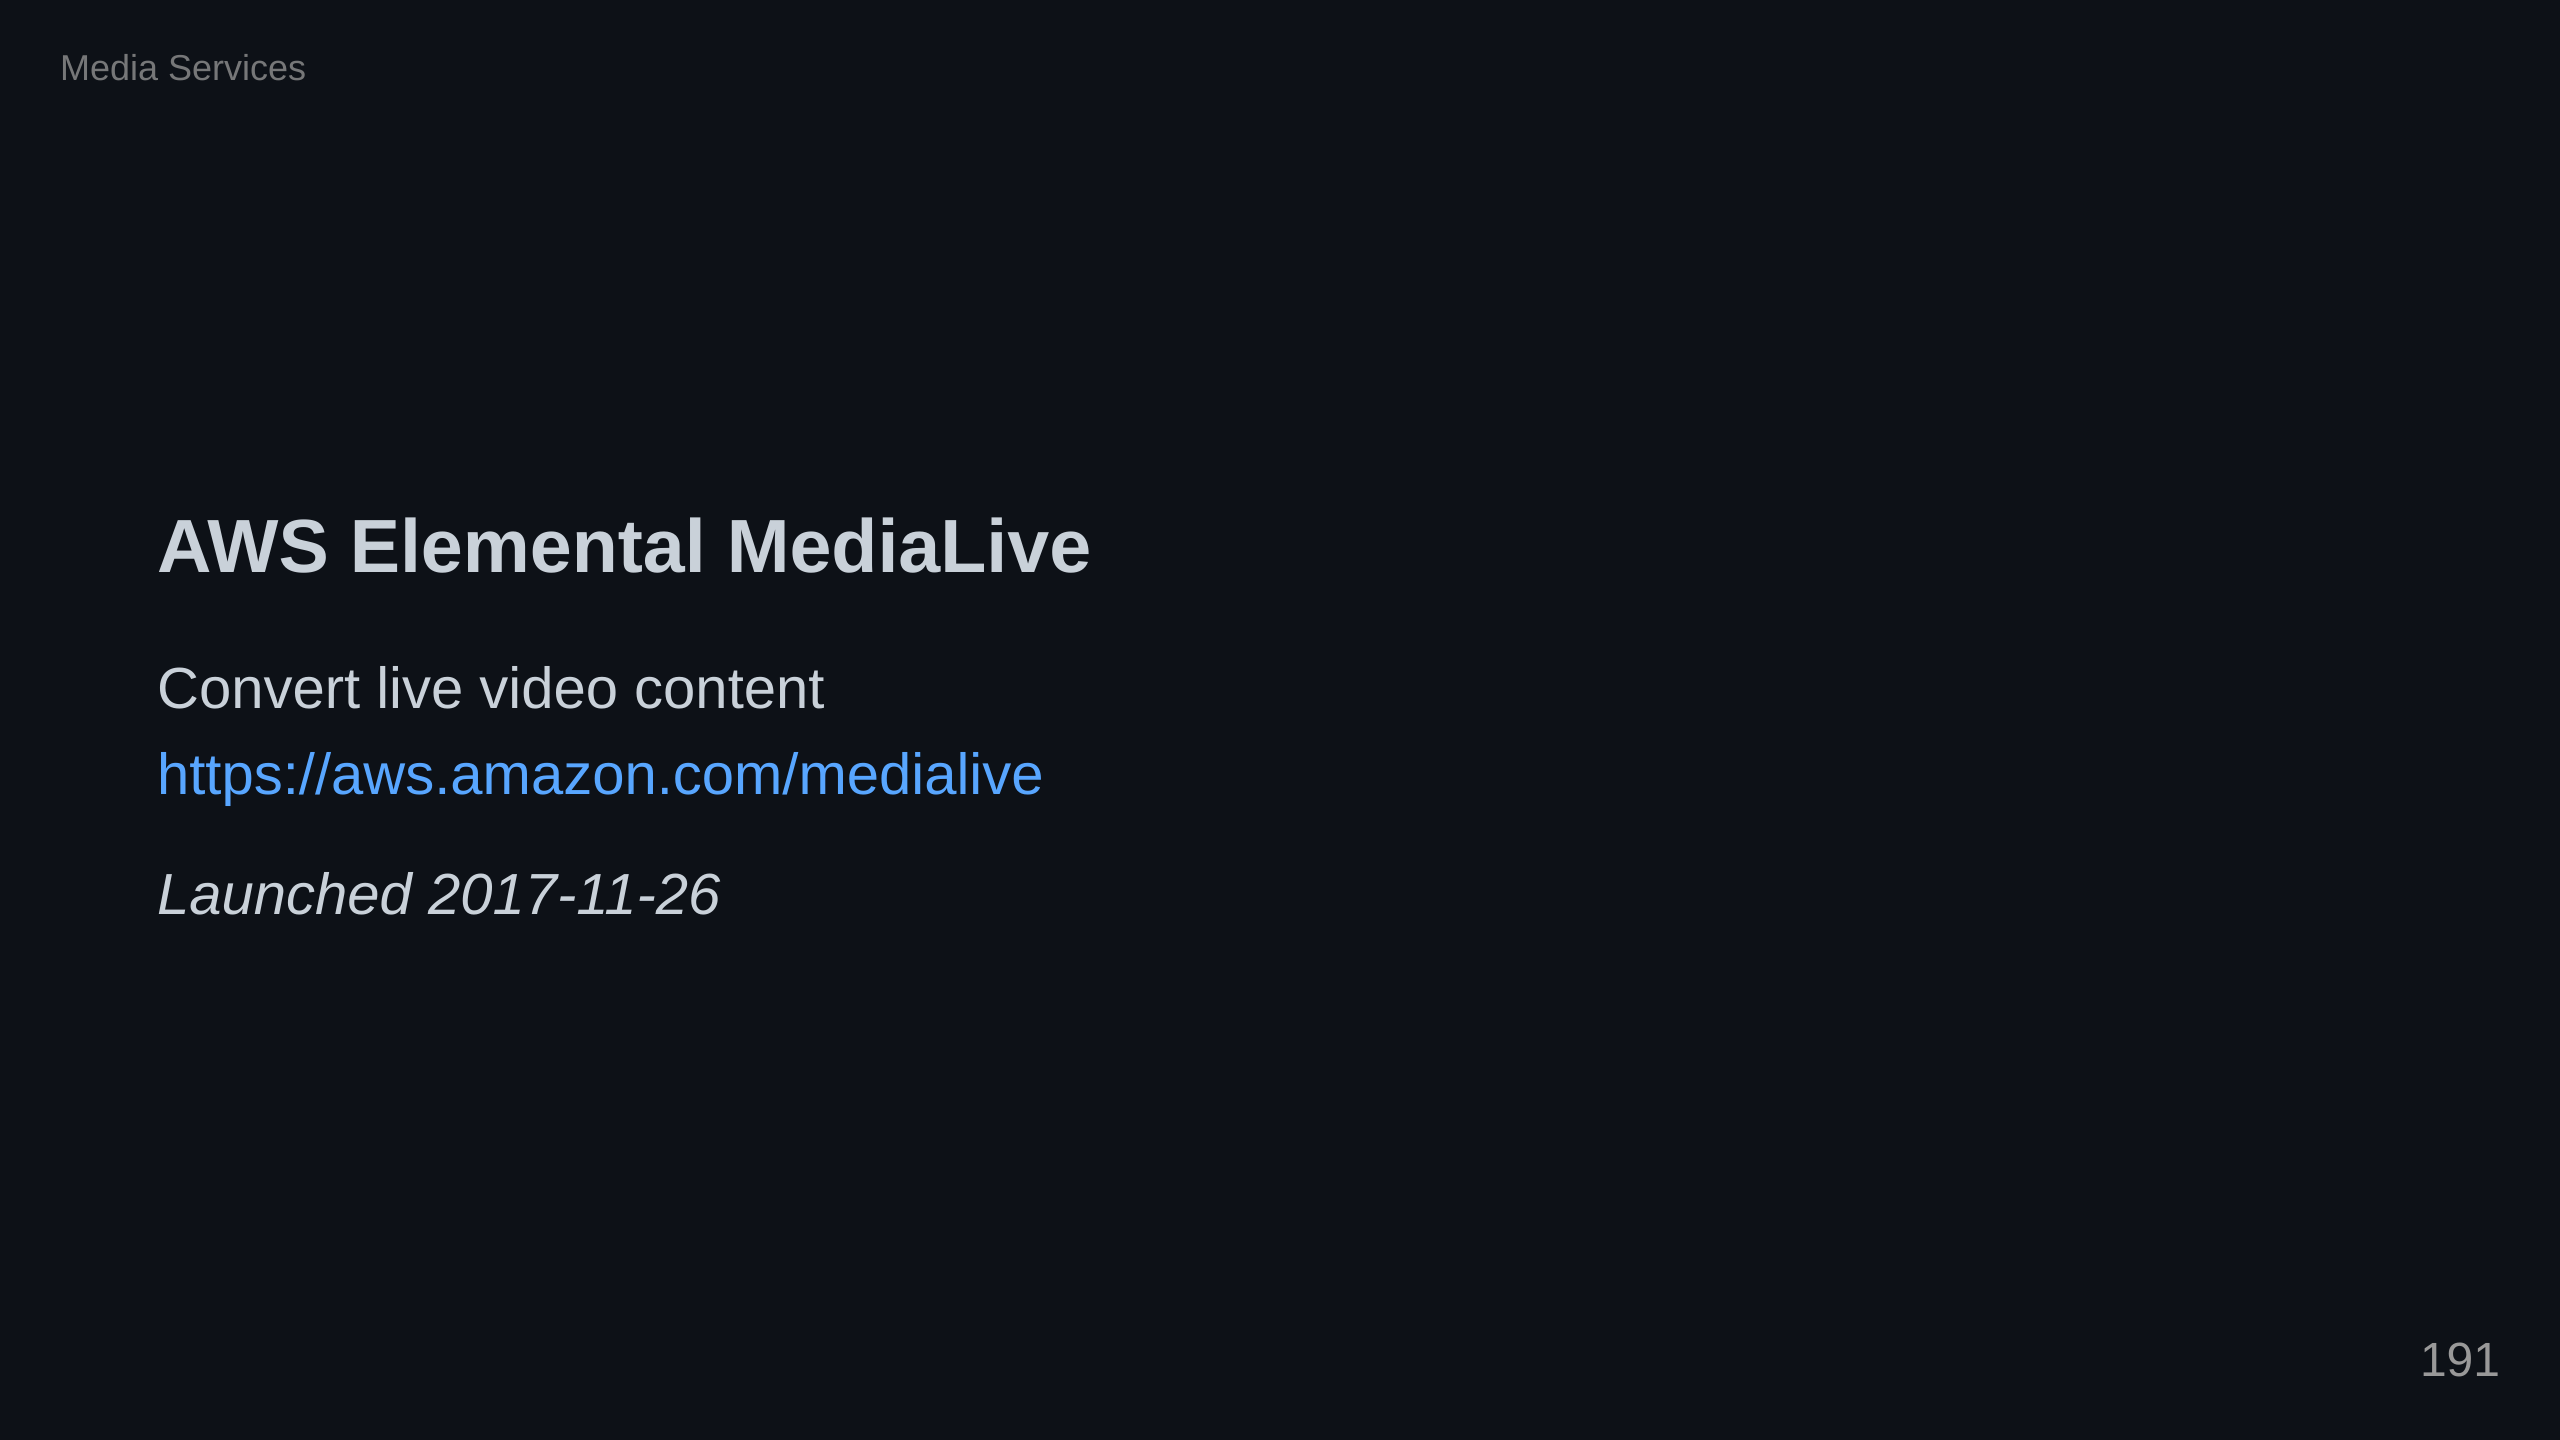 Media Services
AWS Elemental MediaLive
Convert live video content
https://aws.amazon.com/medialive
Launched 2017-11-26
191